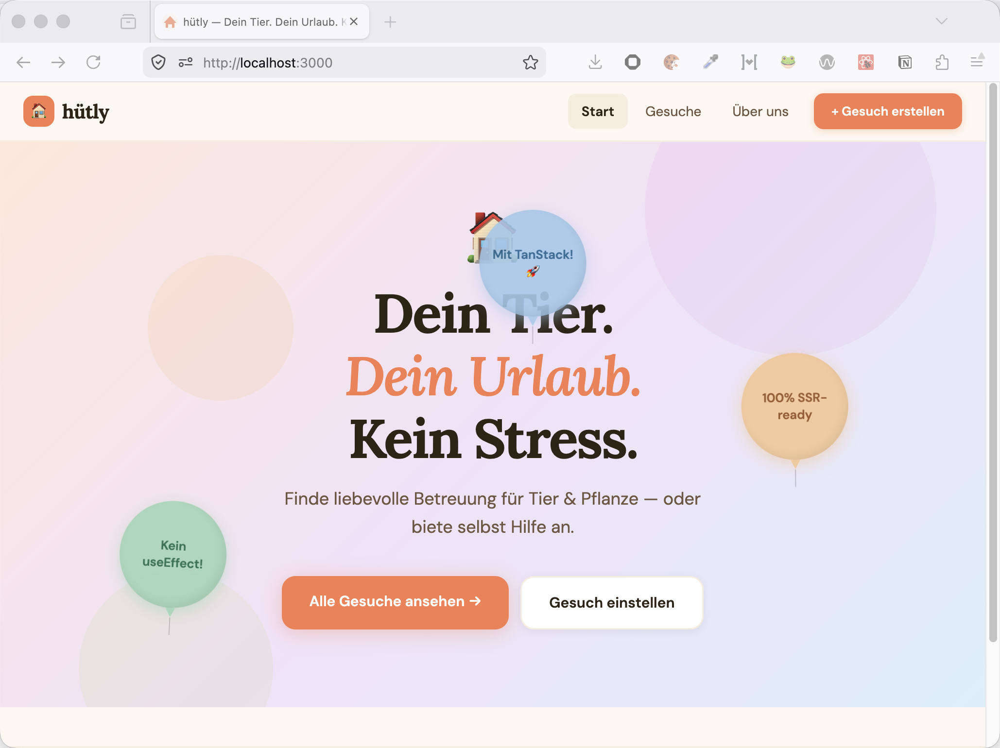 hütly — Dein Tier. Dein Urlaub.
http://localhost:3000
hütly
Start
Gesuche
Über uns
+ Gesuch erstellen
Mit TanStack!
Dein Tier.
Dein Urlaub.
Kein Stress.
100% SSR-
ready
Finde liebevolle Betreuung für Tier & Pflanze — oder
biete selbst Hilfe an.
Kein
useEffect!
Alle Gesuche ansehen →
Gesuch einstellen